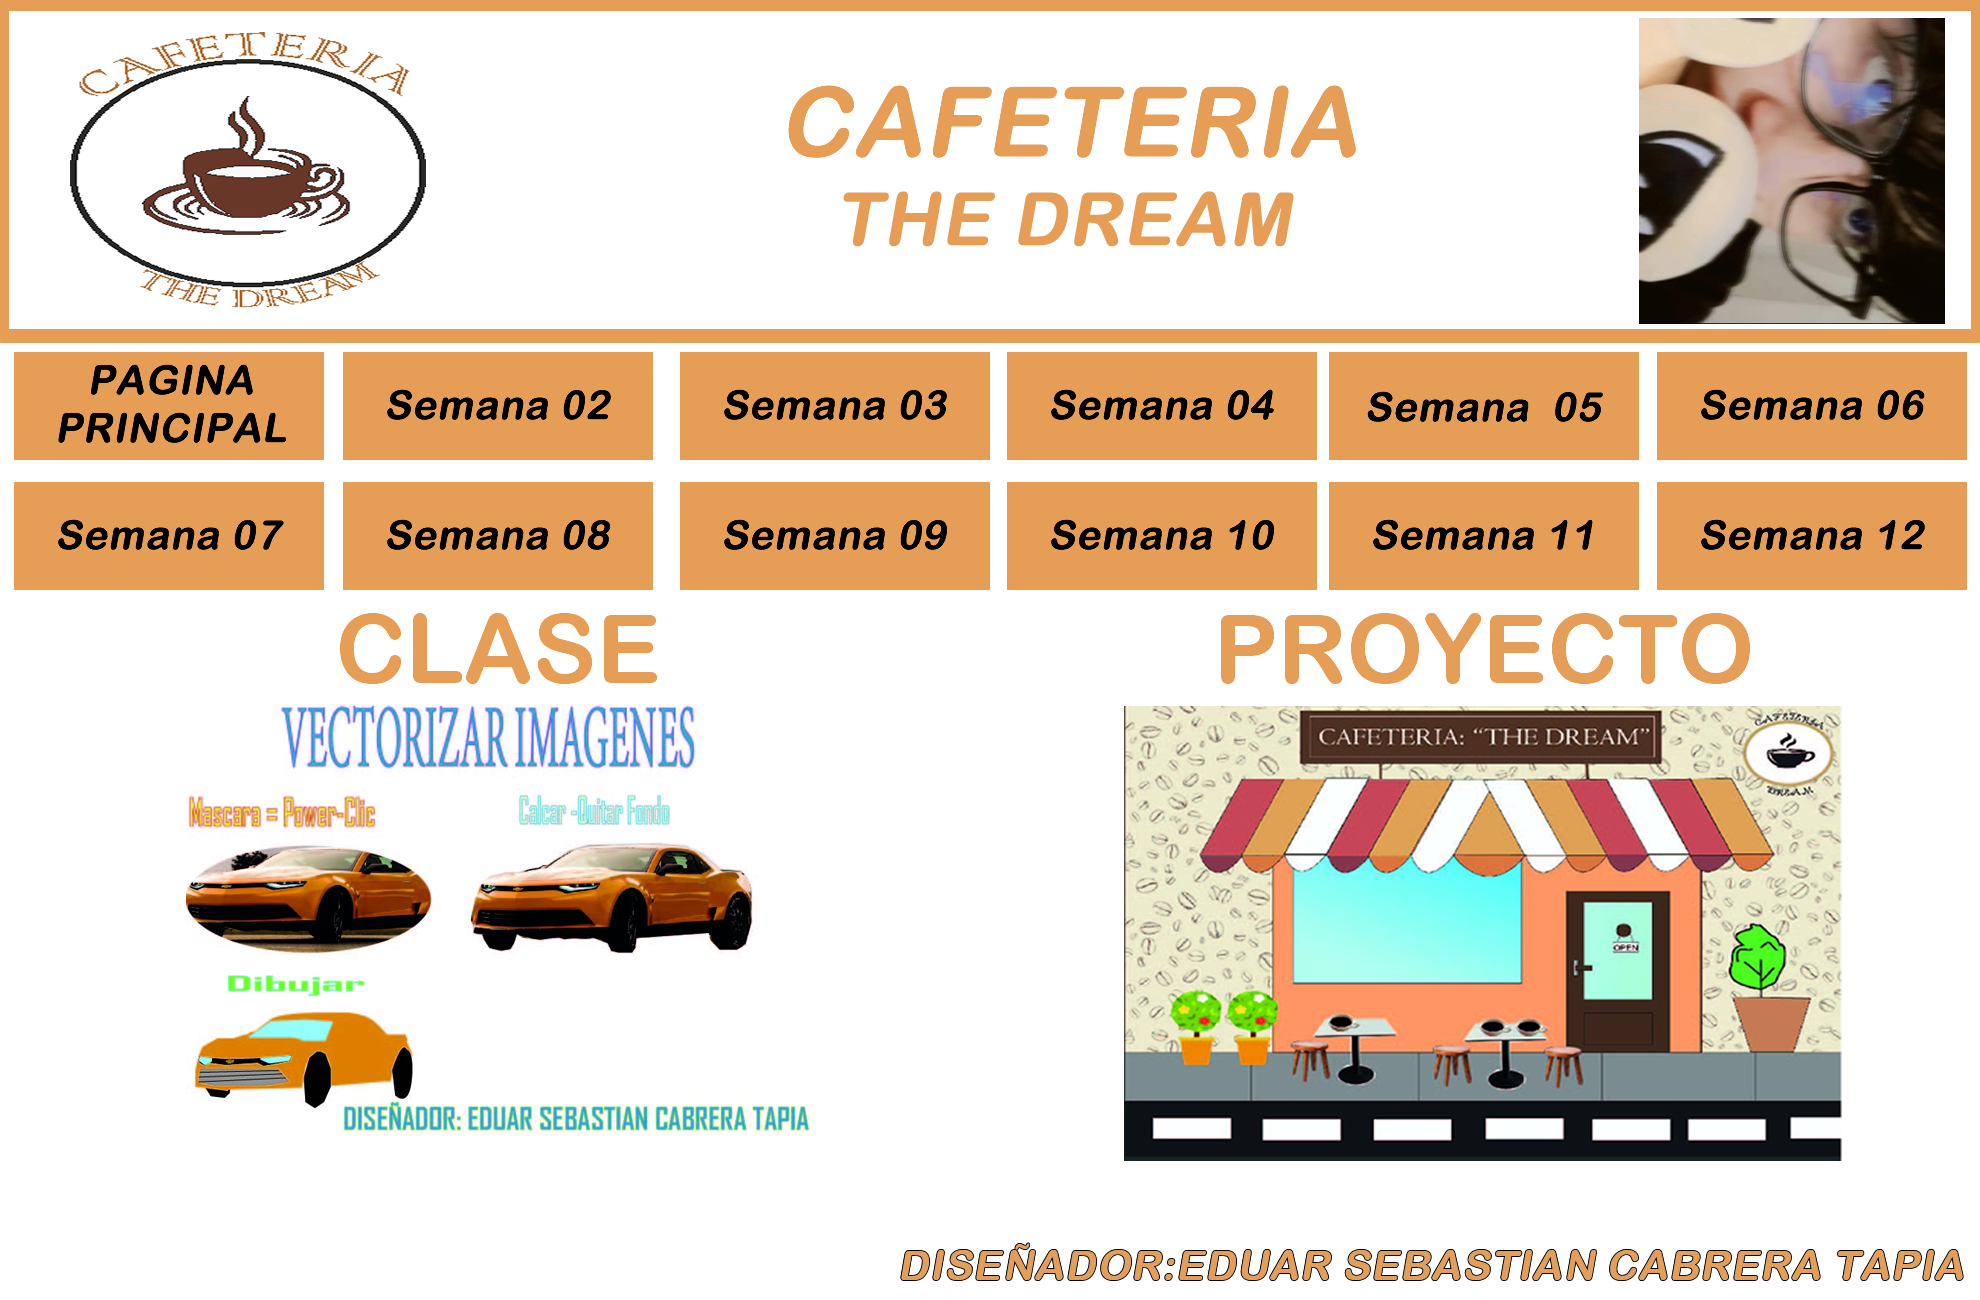 CAFETERIA
THE DREAM
CAFETERIA
THE DREAM
PAGINA
PRINCIPAL
Semana 02
Semana 03
Semana 04
Semana  05
Semana 06
Semana 07
Semana 08
Semana 09
Semana 10
Semana 11
Semana 12
CLASE
VECTORIZAR IMAGENES
Mascara = Power-Clic
Calcar -Quitar Fondo
Dibujar
DISEÑADOR: EDUAR SEBASTIAN CABRERA TAPIA
PROYECTO
CAFETERIA: “THE DREAM”
CAFETERIA
DREAM
OPEN
DISEÑADOR:EDUAR SEBASTIAN CABRERA TAPIA